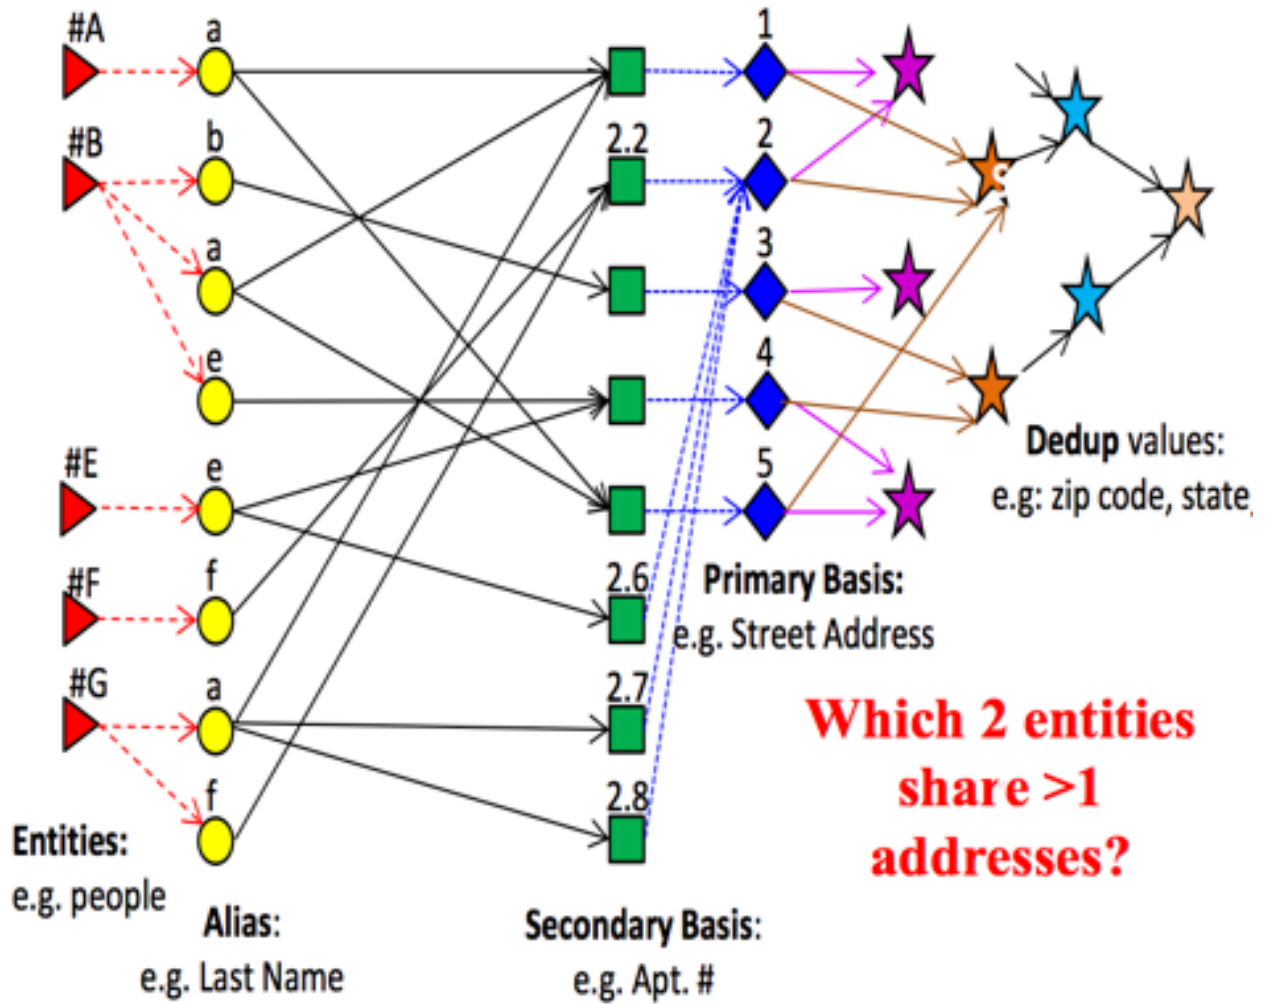 #A
a
1
#B
b
2.2
2
a
3
e
4
#E
e
5
#F
f
2.6
#G
a
2.7
f
2.8
Dedup values:
e.g: zip code, state,
Primary Basis:
e.g. Street Address
Which 2 entities
share >1
addresses?
Entities:
e.g. people
Alias:
e.g. Last Name
Secondary Basis:
e.g. Apt. #